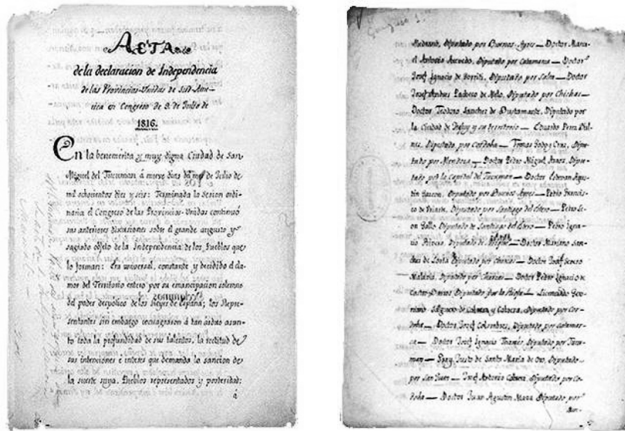 ACTA
de la declaracion de Independencia
de las Provincias-Unidas de Sud-Ame-
rica en Congreso de 9. de Julio de
1816.
En la benemerita y muy digna Ciudad de San
Miguel del Tucuman á nueve dias del mes de Julio de
mil ochocientos diez y seis: Terminada la Sesion ordi-
naria el Congreso de las Provincias-Unidas continuó
sus anteriores discusiones sobre el grande augusto y
sagrado objeto de la Independencia de los Pueblos que
lo forman: Era universal, constante y decidido el cla-
mor del Territorio entero por su emancipacion solemne
del poder despotico de los Reyes de España; los Repre-
sentantes sin embargo consagraron á tan arduo asun-
to toda la profundidad de sus talentos, la rectitud de
sus intenciones é interes que demanda la sancion de
la suerte suya, Pueblos representados y posteridad:
á
Medrano, Diputado por Buenos-Ayres — Doctor Manu-
el Antonio Acevedo, Diputado por Catamarca — Doctor
José Ignacio de Gorriti, Diputado por Salta — Doctor
José Andres Pacheco de Melo, Diputado por Chichas —
Doctor Teodoro Sanchez de Bustamante, Diputado por
la Ciudad de Jujuy y su territorio — Eduardo Perez Bul-
nes, Diputado por Cordoba — Tomas Godoy Cruz, Dipu-
tado por Mendoza — Doctor Pedro Miguel Araoz, Dipu-
tado por la Capital del Tucuman — Doctor Estevan Agus-
tin Gazcon, Diputado por Buenos Ayres — Pedro Francis-
co de Uriarte, Diputado por Santiago del Estero — Pedro Le-
on Gallo, Diputado de Santiago del Estero — Pedro Igna-
cio Rivera, Diputado de — Doctor Mariano San-
chez de Loria, Diputado por Charcas — Doctor José Severo
Malabia, Diputado por Charcas — Doctor Pedro Ignacio de
Castro Barros, Diputado por la Rioja — Licenciado Gero-
nimo Salguero de Cabrera y Cabrera, Diputado por Cor-
doba — Doctor José Colombres, Diputado por Catamar-
ca — Doctor José Ignacio Thames, Diputado por Tucu-
man — Fray Justo de Santa Maria de Oro, Diputado
por San Juan — José Antonio Cabrera, Diputado por Co-
doba — Doctor Juan Agustin Maza Diputado por